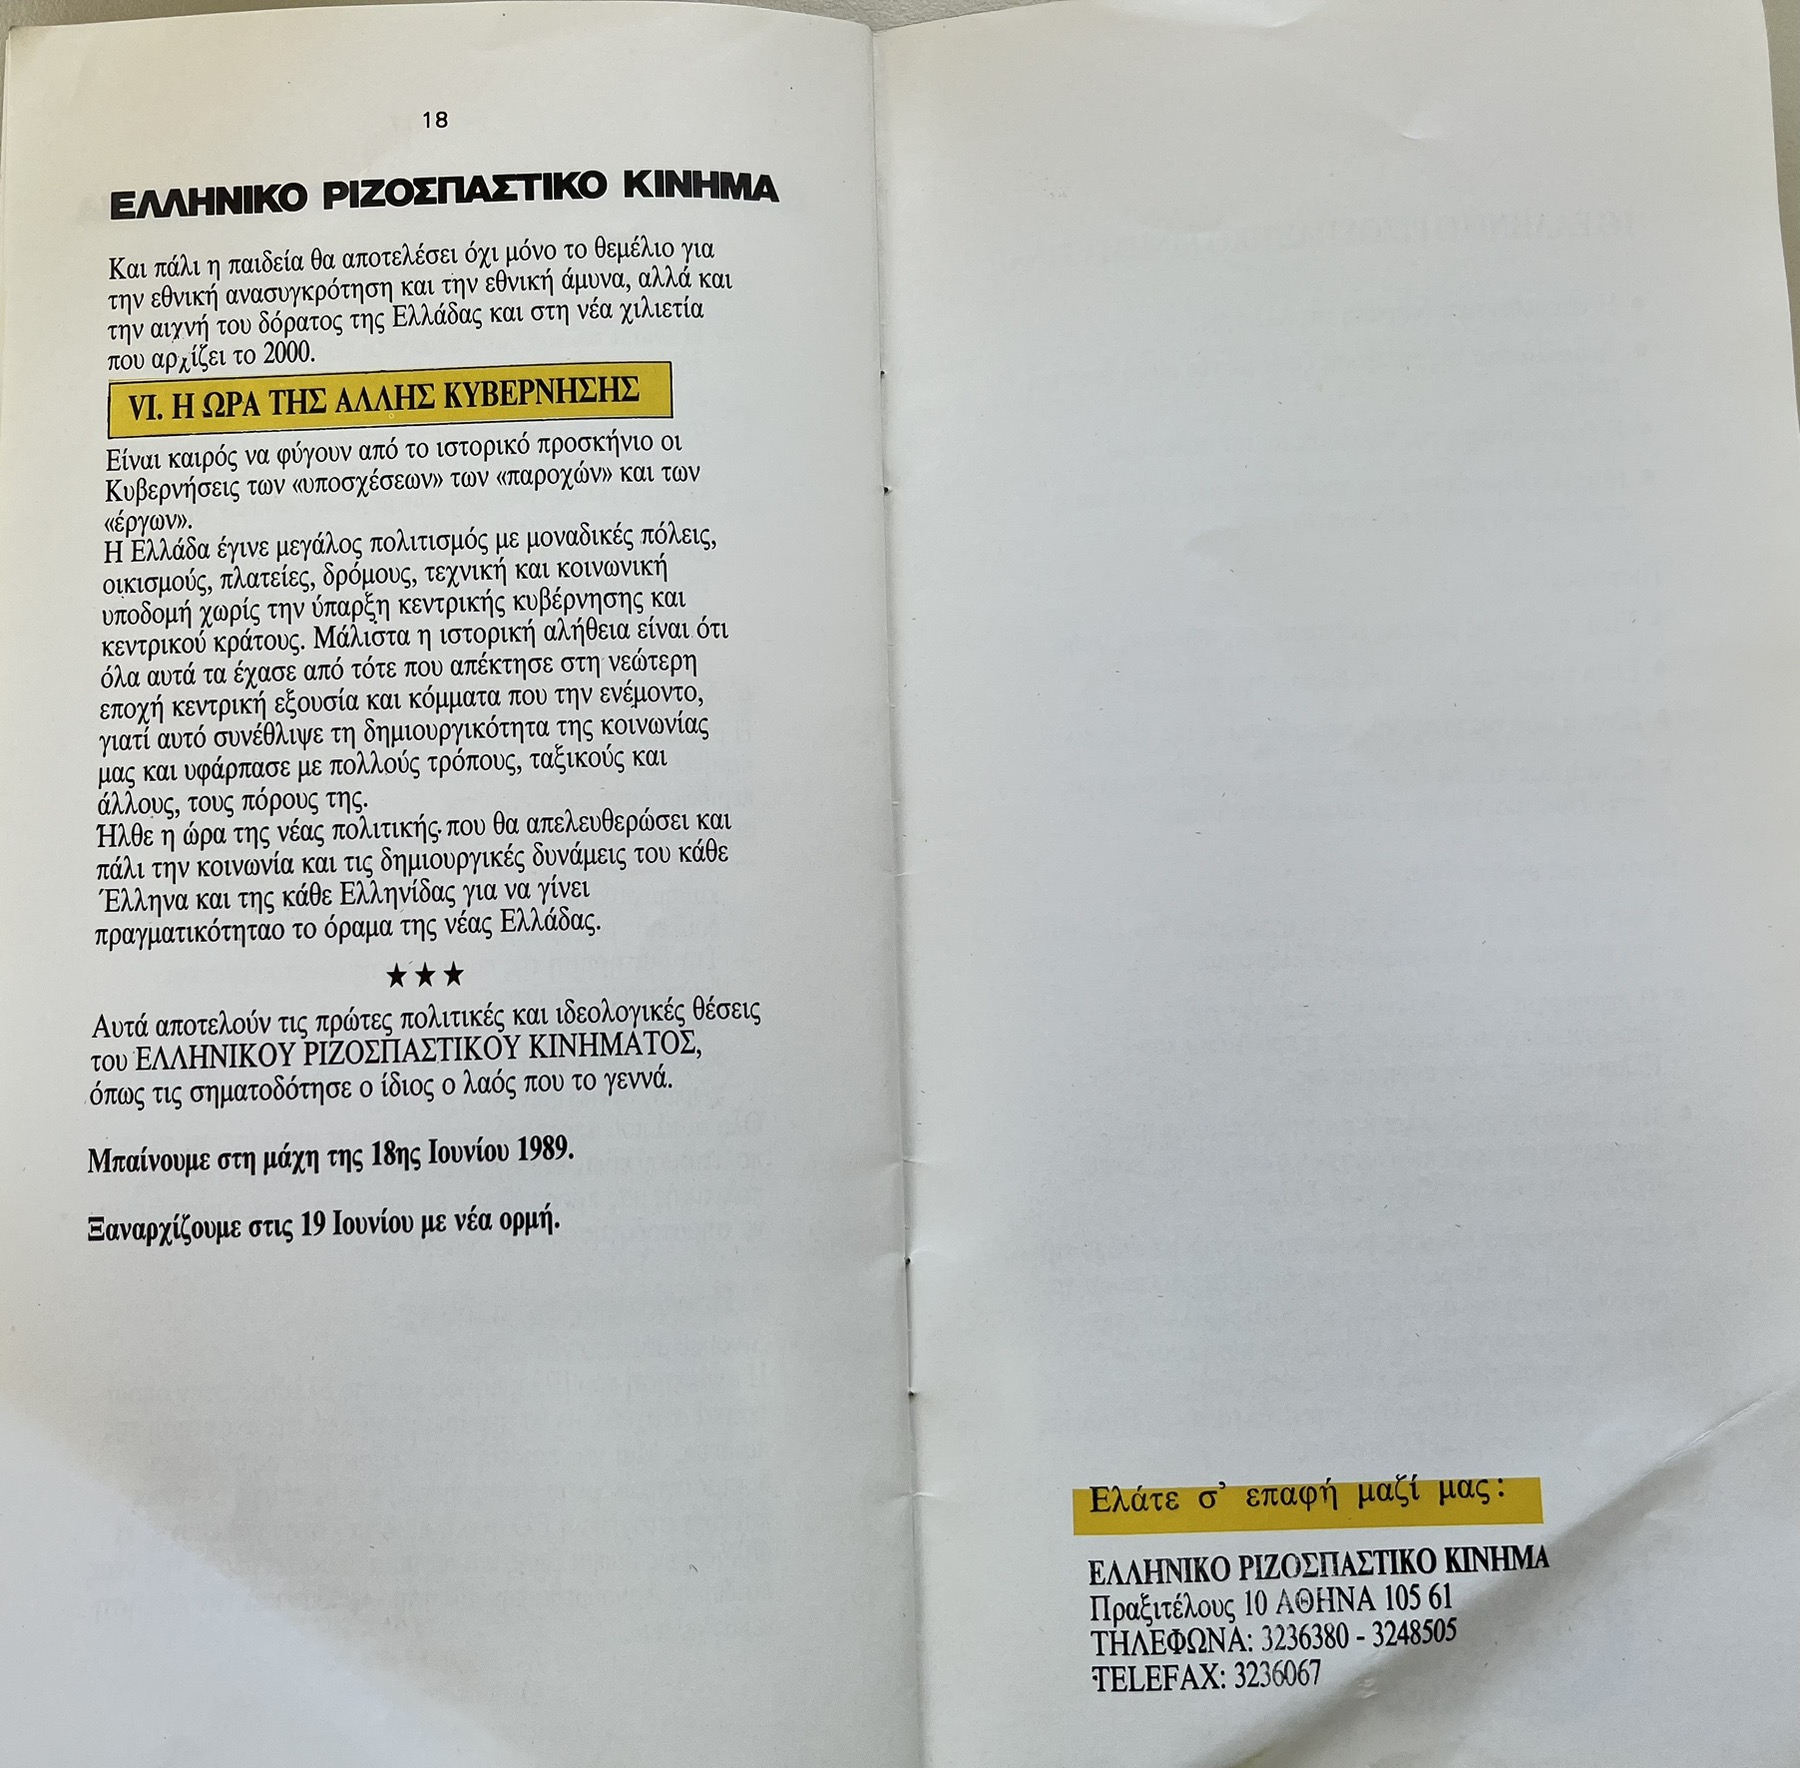 18
ΕΛΛΗΝΙΚΟ ΡΙΖΟΣΠΑΣΤΙΚΟ ΚΙΝΗΜΑ
Και πάλι η παιδεία θα αποτελέσει όχι μόνο το θεμέλιο για
την εθνική ανασυγκρότηση και την εθνική άμυνα, αλλά και
την αιχνή του δόρατος της Ελλάδας και στη νέα χιλιετία
που αρχίζει το 2000.
VI. Η ΩΡΑ ΤΗΣ ΑΛΛΗΣ ΚΥΒΕΡΝΗΣΗΣ
Είναι καιρός να φύγουν από το ιστορικό προσκήνιο οι
Κυβερνήσεις των «υποσχέσεων» των «παροχών» και των
«έργων».
Η Ελλάδα έγινε μεγάλος πολιτισμός με μοναδικές πόλεις,
οικισμούς, πλατείες, δρόμους, τεχνική και κοινωνική
υποδομή χωρίς την ύπαρξη κεντρικής κυβέρνησης και
κεντρικού κράτους. Μάλιστα η ιστορική αλήθεια είναι ότι
όλα αυτά τα έχασε από τότε που απέκτησε στη νεώτερη
εποχή κεντρική εξουσία και κόμματα που την ενέμοντο,
γιατί αυτό συνέθλιψε τη δημιουργικότητα της κοινωνίας
μας και υφάρπασε με πολλούς τρόπους, ταξικούς και
άλλους, τους πόρους της.
Ήλθε η ώρα της νέας πολιτικής που θα απελευθερώσει και
πάλι την κοινωνία και τις δημιουργικές δυνάμεις του κάθε
Έλληνα και της κάθε Ελληνίδας για να γίνει
πραγματικότηταο το όραμα της νέας Ελλάδας.
★★★
Αυτά αποτελούν τις πρώτες πολιτικές και ιδεολογικές θέσεις
του ΕΛΛΗΝΙΚΟΥ ΡΙΖΟΣΠΑΣΤΙΚΟΥ ΚΙΝΗΜΑΤΟΣ,
όπως τις σηματοδότησε ο ίδιος ο λαός που το γεννά.
Μπαίνουμε στη μάχη της 18ης Ιουνίου 1989.
Ξαναρχίζουμε στις 19 Ιουνίου με νέα ορμή.
Ελάτε σ' επαφή μαζί μας:
ΕΛΛΗΝΙΚΟ ΡΙΖΟΣΠΑΣΤΙΚΟ ΚΙΝΗΜΑ
Πραξιτέλους 10 ΑΘΗΝΑ 105 61
ΤΗΛΕΦΩΝΑ: 3236380 - 3248505
TELEFAX: 3236067